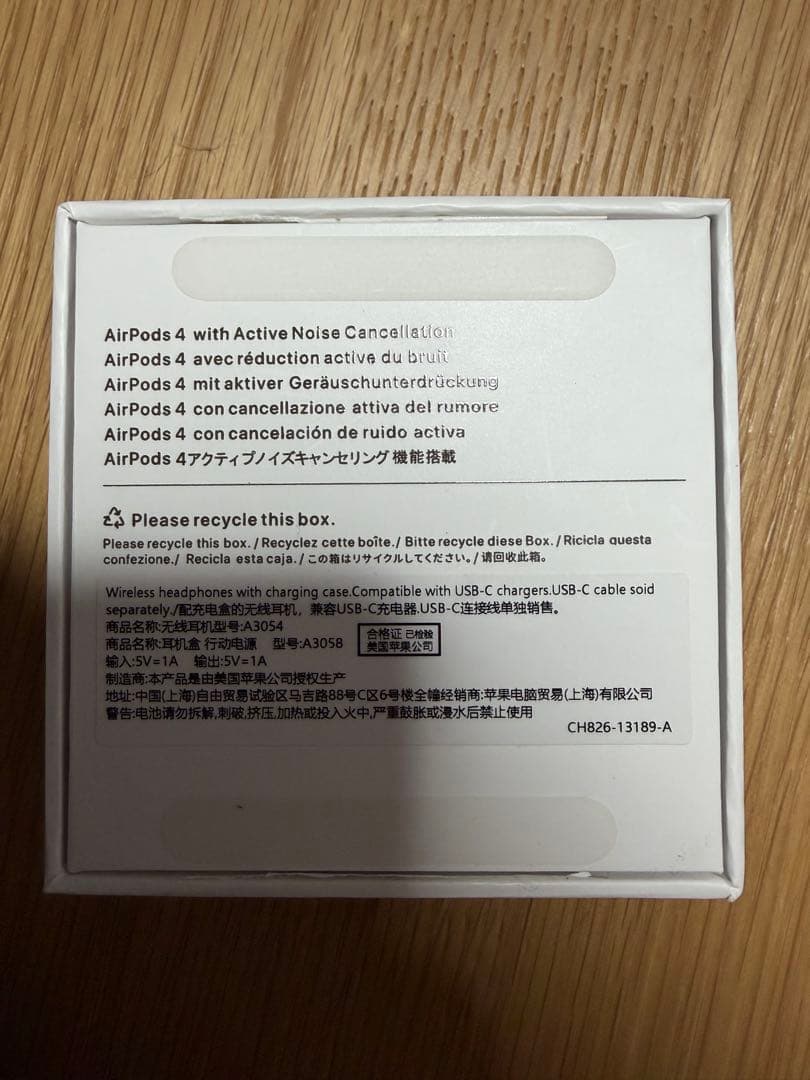 AirPods 4 with Active Noise Cancellation
AirPods 4 avec réduction active du bruit
AirPods 4 mit aktiver Geräuschunterdrückung
AirPods 4 con cancellazione attiva del rumore
AirPods 4 con cancelación de ruido activa
AirPods 4アクティブノイズキャンセリング 機能搭載
Please recycle this box.
Please recycle this box./Recyclez cette boîte./ Bitte recycle diese Box./Ricicla questa
confezione./ Recicla esta caja./この箱はリサイクルしてください。/请回收此箱。
Wireless headphones with charging case.Compatible with USB-C chargers.USB-C cable soid
separately./配充电盒的无线耳机，兼容USB-C充电器.USB-C连接线单独销售。
商品名称:无线耳机型号:A3054
商品名称:耳机盒 行动电源 型号:A3058
合格证 已检验
美国苹果公司
输入:5V=1A 输出:5V=1A
制造商:本产品是由美国苹果公司授权生产
地址:中国(上海)自由贸易试验区马吉路88号C区6号楼全幢经销商:苹果电脑贸易(上海)有限公司
警告:电池请勿拆解,刺破,挤压,加热或投入火中,严重鼓胀或浸水后禁止使用
CH826-13189-A